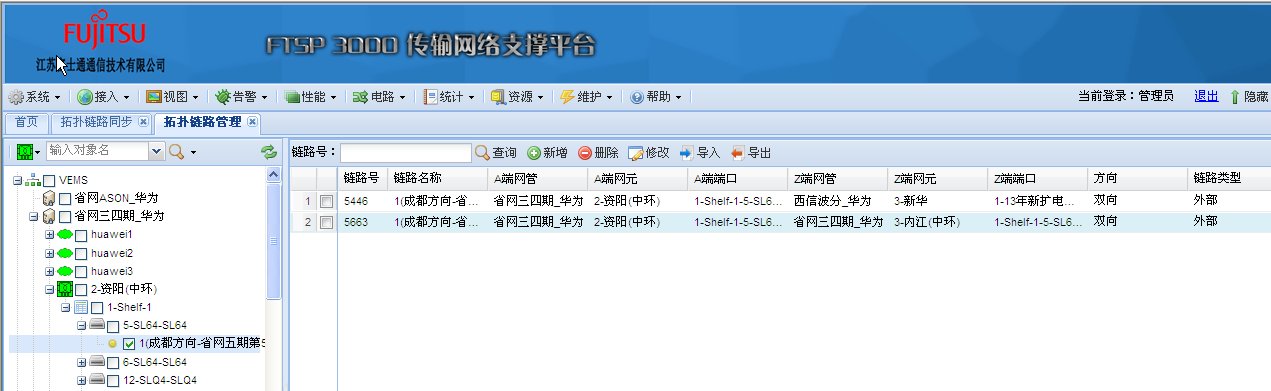 FUJITSU
FTSP 3000 传输网络支撑平台
江苏 士通通信技术有限公司
系统 接入 视图 告警 性能 电路 统计 资源 维护 帮助 当前登录：管理员 退出 隐藏
首页 拓扑链路同步 拓扑链路管理
输入对象名 链路号： 查询 新增 删除 修改 导入 导出
链路号 链路名称 A端网管 A端网元 A端端口 Z端网管 Z端网元 Z端端口 方向 链路类型
1 5446 1(成都方向-省... 省网三四期_华为 2-资阳(中环) 1-Shelf-1-5-SL6... 西信波分_华为 3-新华 1-13年新扩电... 双向 外部
2 5663 1(成都方向-省... 省网三四期_华为 2-资阳(中环) 1-Shelf-1-5-SL6... 省网三四期_华为 3-内江(中环) 1-Shelf-1-5-SL6... 双向 外部
VEMS
省网ASON_华为
省网三四期_华为
huawei1
huawei2
huawei3
2-资阳(中环)
1-Shelf-1
5-SL64-SL64
1(成都方向-省网五期第5
6-SL64-SL64
12-SLQ4-SLQ4